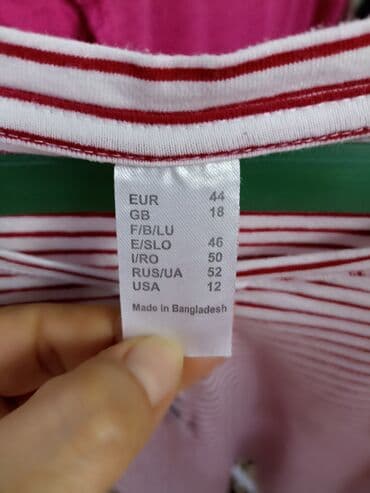 EUR 44
GB 18
F/B/LU
E/SLO 46
I/RO 50
RUS/UA 52
USA 12
Made in Bangladesh